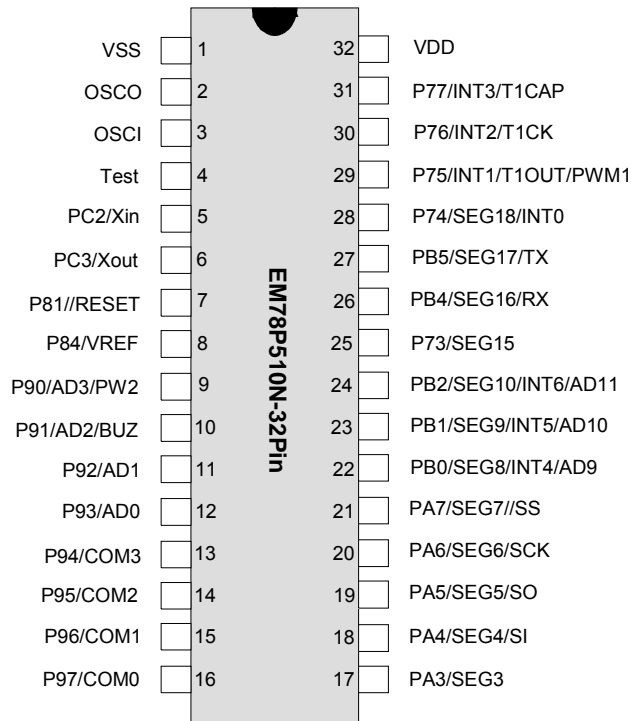 VSS 1 32 VDD
OSCO 2 31 P77/INT3/T1CAP
OSCI 3 30 P76/INT2/T1CK
Test 4 29 P75/INT1/T1OUT/PWM1
PC2/Xin 5 28 P74/SEG18/INT0
PC3/Xout 6 27 PB5/SEG17/TX
P81//RESET 7 26 PB4/SEG16/RX
P84/VREF 8 25 P73/SEG15
P90/AD3/PW2 9 24 PB2/SEG10/INT6/AD11
P91/AD2/BUZ 10 23 PB1/SEG9/INT5/AD10
P92/AD1 11 22 PB0/SEG8/INT4/AD9
P93/AD0 12 21 PA7/SEG7//SS
P94/COM3 13 20 PA6/SEG6/SCK
P95/COM2 14 19 PA5/SEG5/SO
P96/COM1 15 18 PA4/SEG4/SI
P97/COM0 16 17 PA3/SEG3
EM78P510N-32Pin